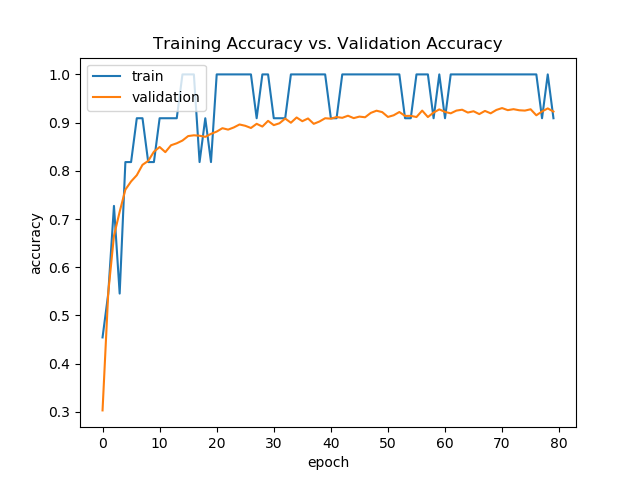 Training Accuracy vs. Validation Accuracy
train
validation
1.0
0.9
0.8
0.7
0.6
0.5
0.4
0.3
accuracy
0 10 20 30 40 50 60 70 80
epoch